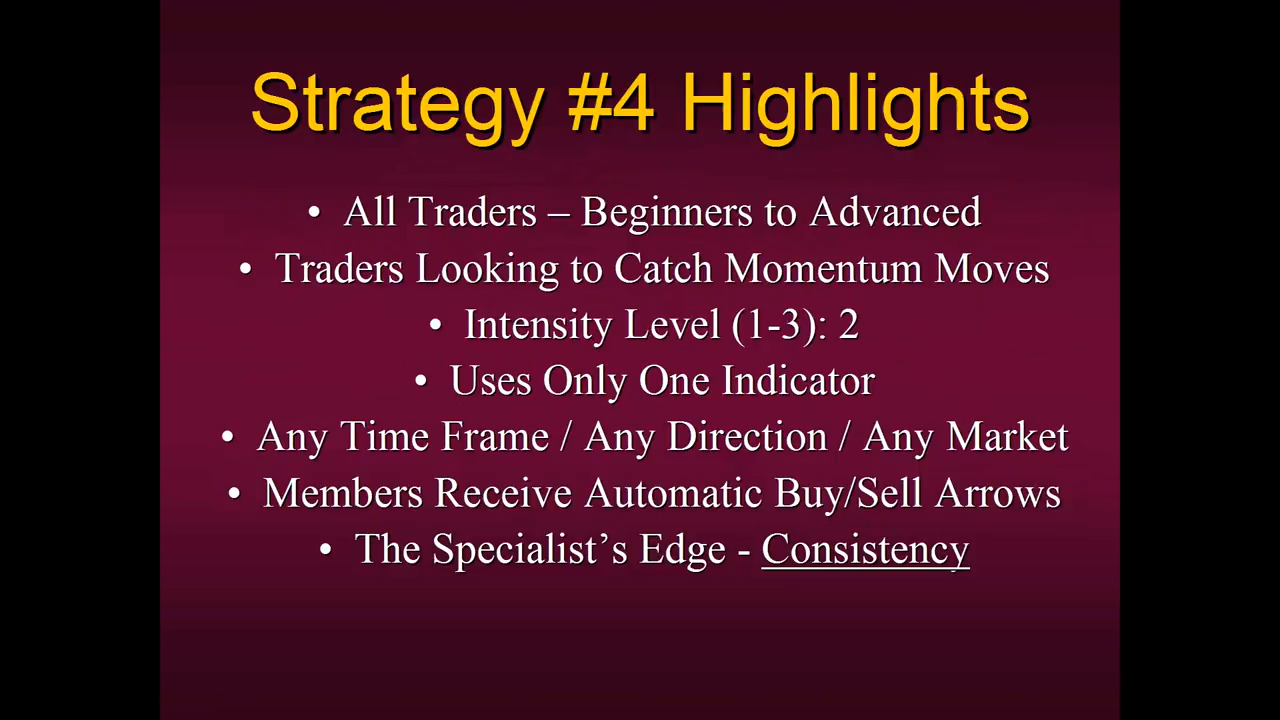 Strategy #4 Highlights
• All Traders – Beginners to Advanced
• Traders Looking to Catch Momentum Moves
• Intensity Level (1-3): 2
• Uses Only One Indicator
• Any Time Frame / Any Direction / Any Market
• Members Receive Automatic Buy/Sell Arrows
• The Specialist’s Edge - Consistency